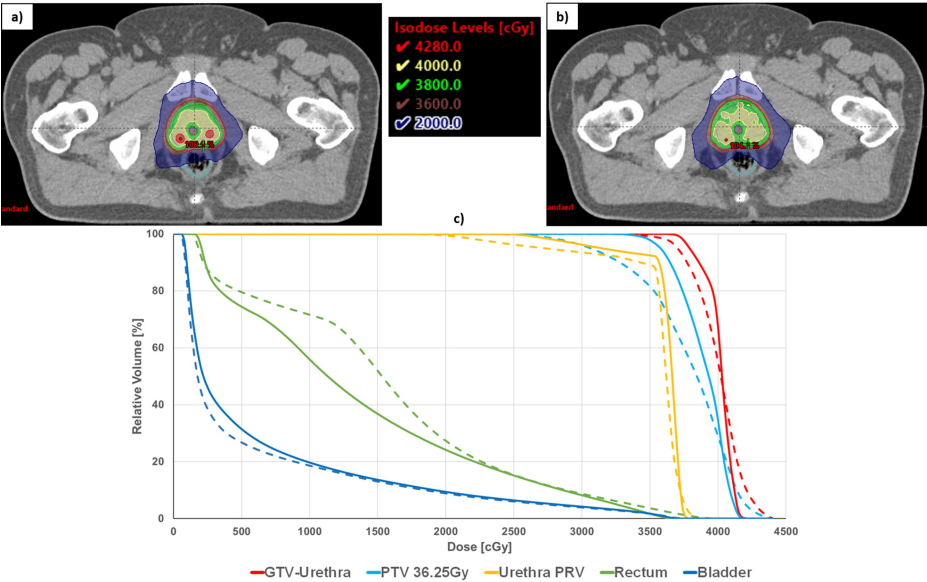 a)
Isodose Levels [cGy]
✔ 4280.0
✔ 4000.0
✔ 3800.0
✔ 3600.0
✔ 2000.0
b)
andard
andard
c)
Relative Volume [%]
100
80
60
40
20
0
0 500 1000 1500 2000 2500 3000 3500 4000 4500
Dose [cGy]
GTV-Urethra PTV 36.25Gy Urethra PRV Rectum Bladder